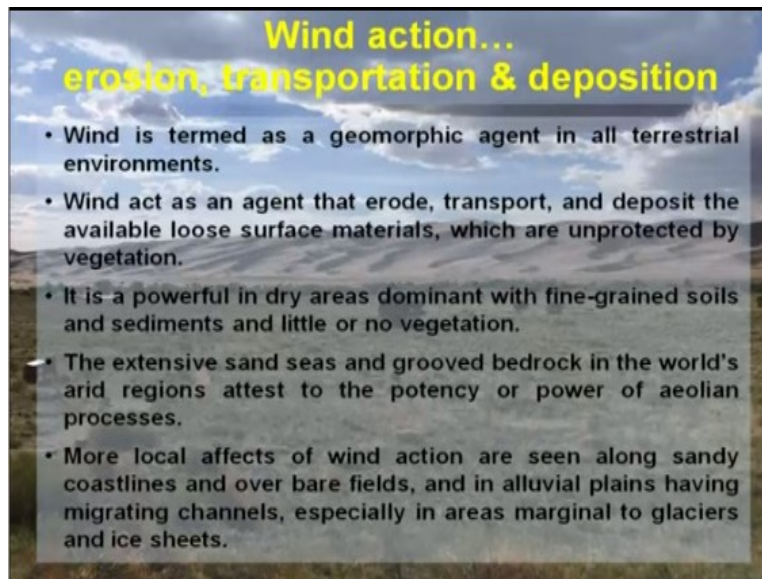 Wind action...
erosion, transportation & deposition
• Wind is termed as a geomorphic agent in all terrestrial
environments.
• Wind act as an agent that erode, transport, and deposit the
available loose surface materials, which are unprotected by
vegetation.
• It is a powerful in dry areas dominant with fine-grained soils
and sediments and little or no vegetation.
• The extensive sand seas and grooved bedrock in the world's
arid regions attest to the potency or power of aeolian
processes.
• More local affects of wind action are seen along sandy
coastlines and over bare fields, and in alluvial plains having
migrating channels, especially in areas marginal to glaciers
and ice sheets.